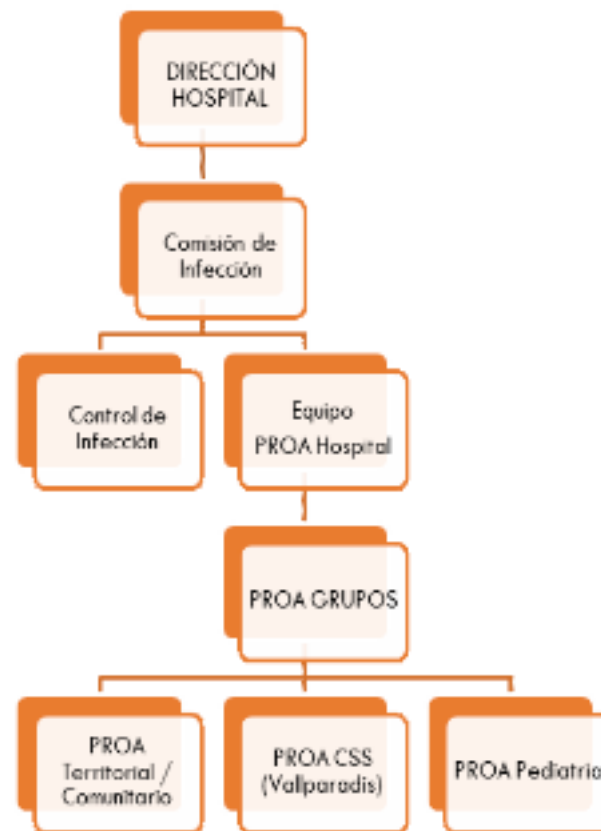 DIRECCIÓN
HOSPITAL
Comisión de
Infección
Control de
Infección
Equipo
PROA Hospital
PROA GRUPOS
PROA
Territorial /
Comunitario
PROA CSS
(Vallparadis)
PROA Pediatria